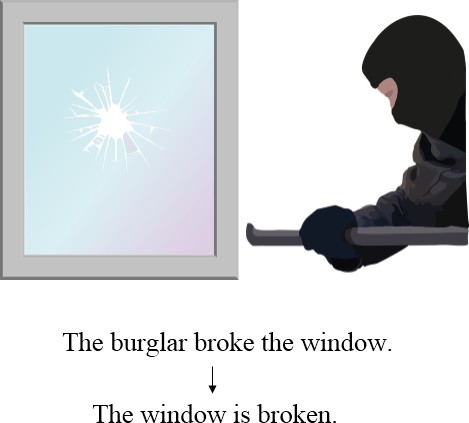 The burglar broke the window.
The window is broken.